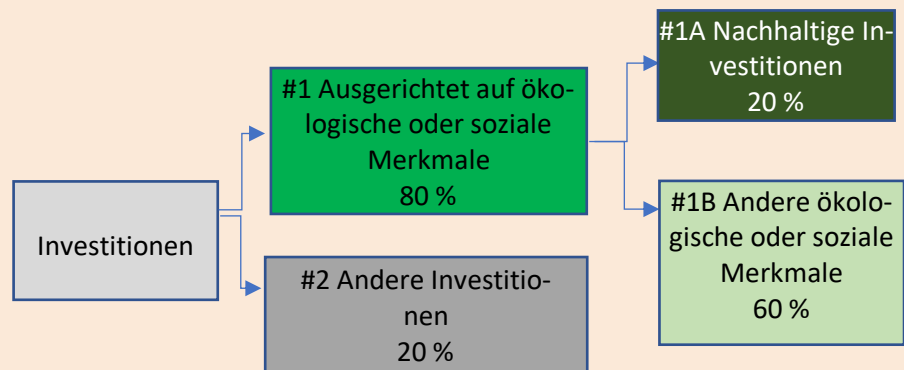 Investitionen
#1 Ausgerichtet auf öko-
logische oder soziale
Merkmale
80 %
#2 Andere Investitio-
nen
20 %
#1A Nachhaltige In-
vestitionen
20 %
#1B Andere ökolo-
gische oder soziale
Merkmale
60 %